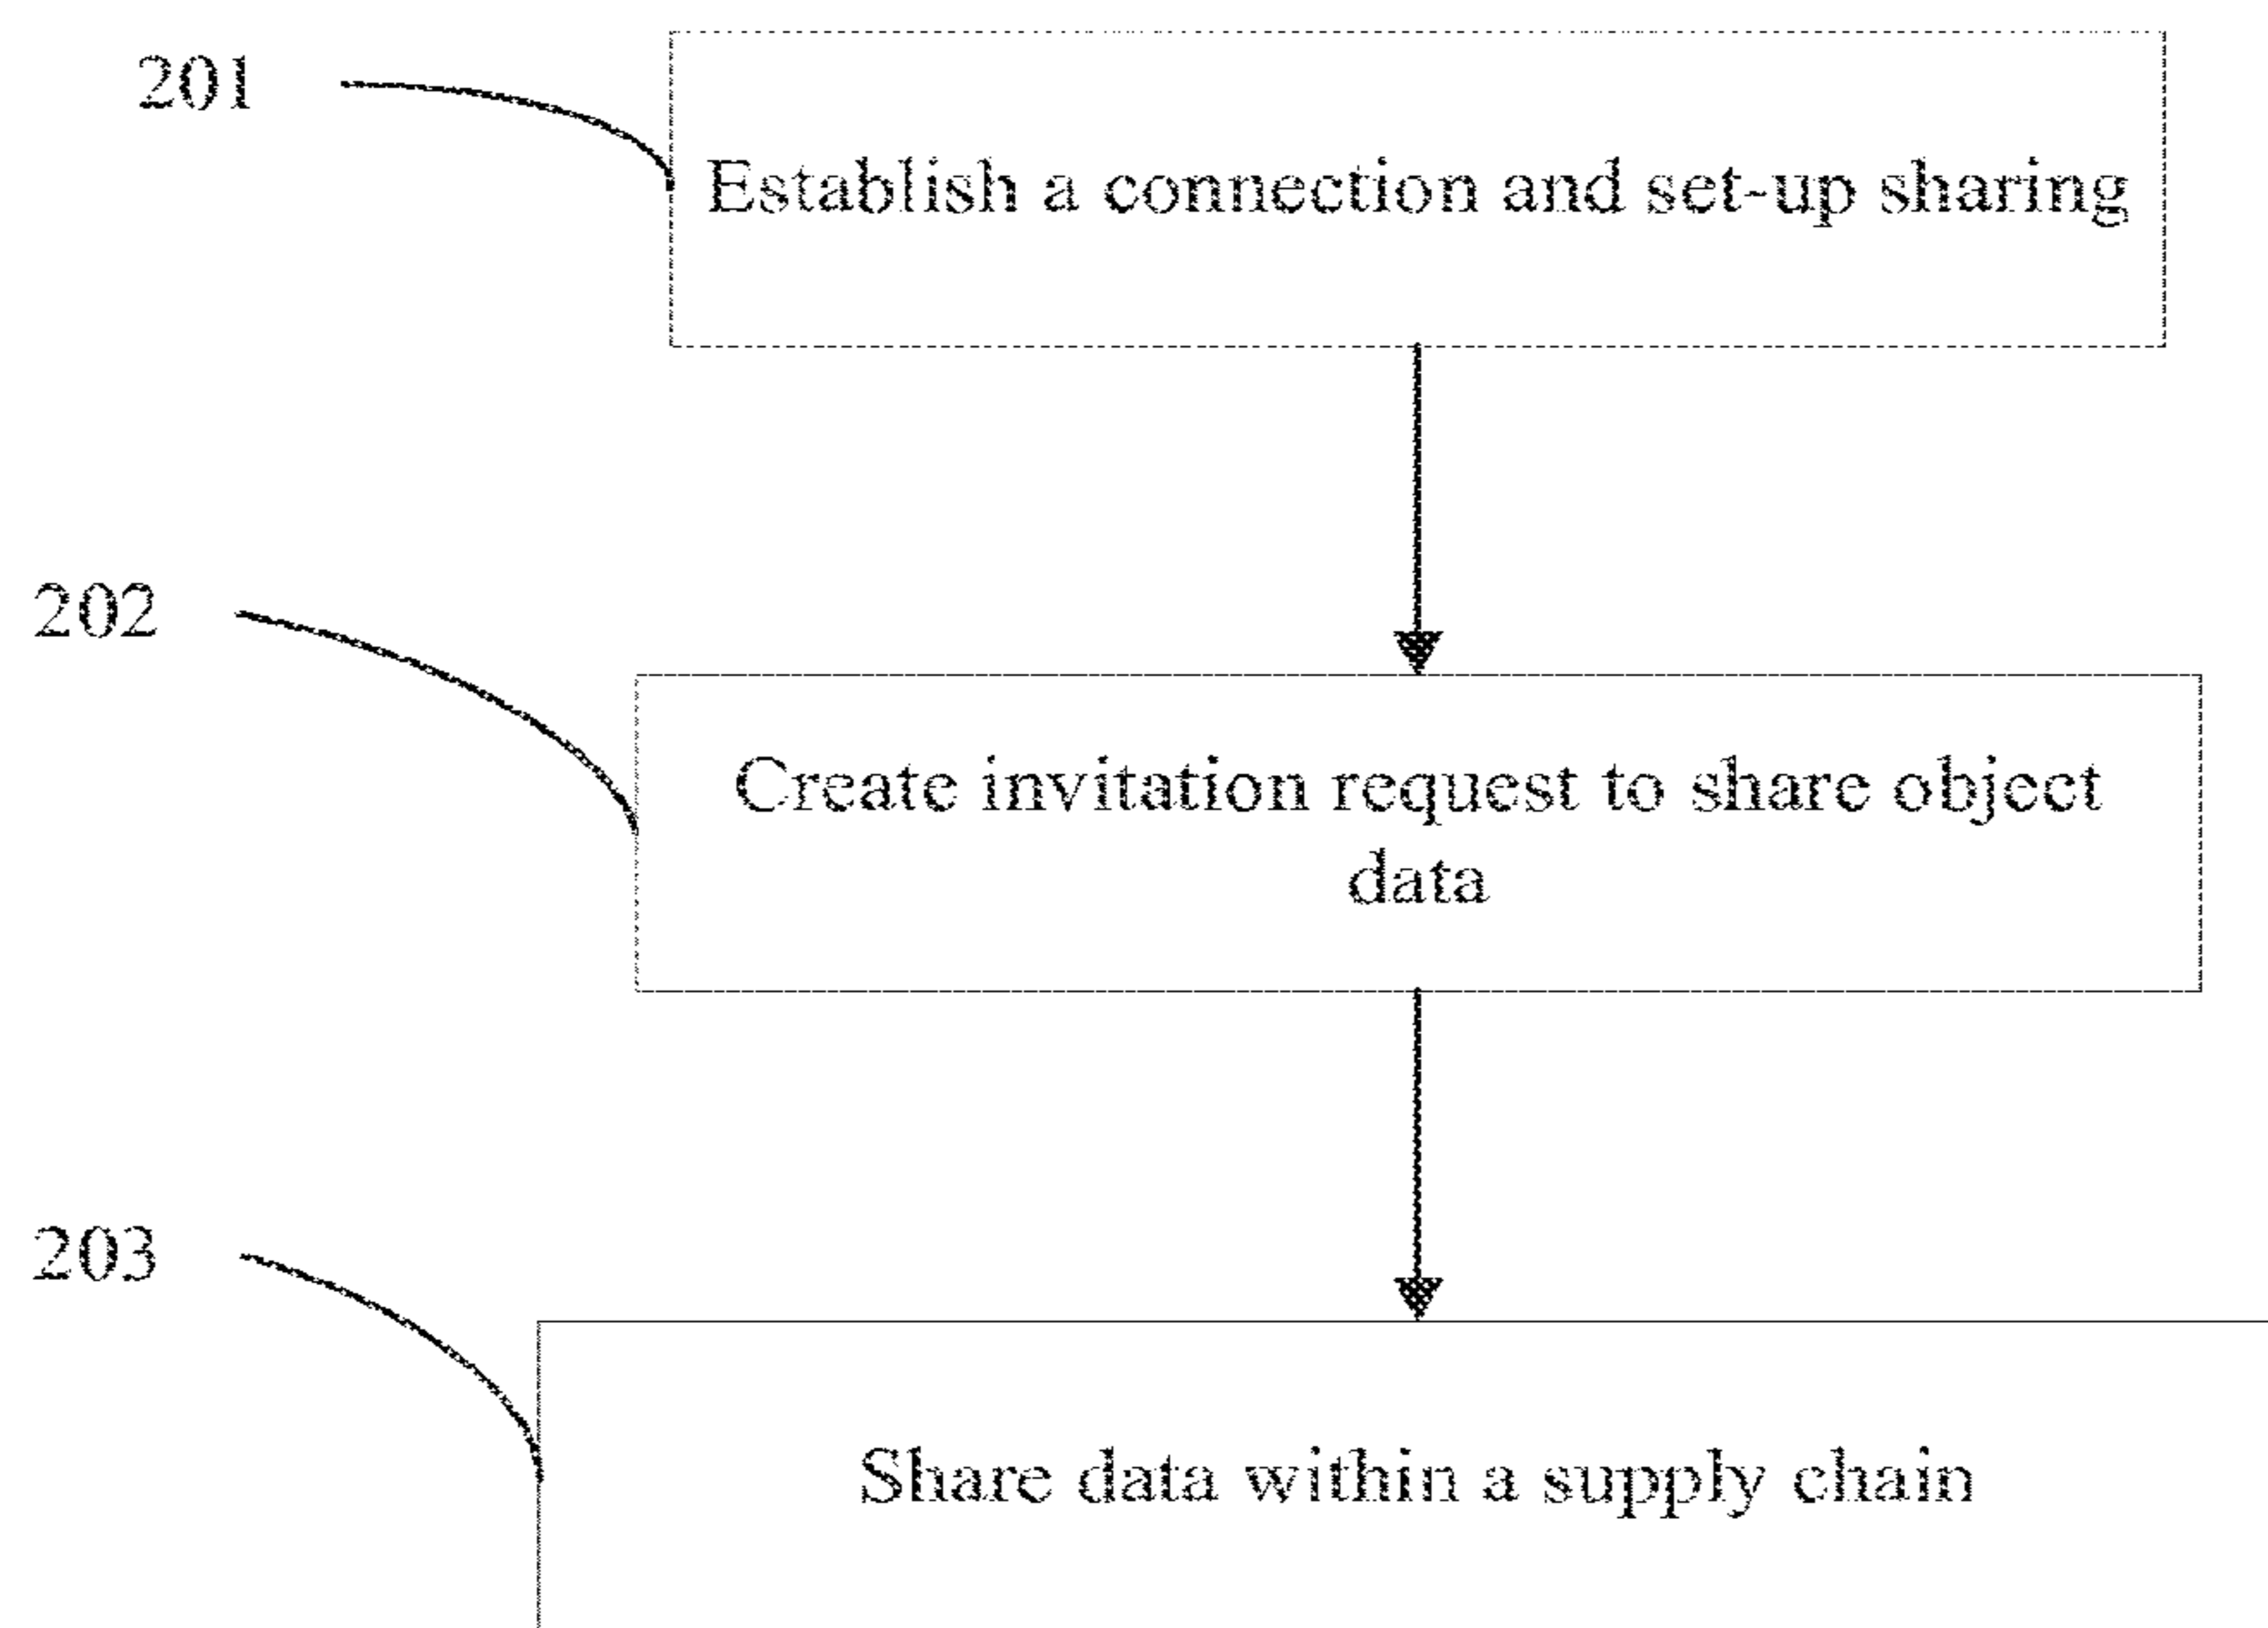 201
Establish a connection and set-up sharing
202
Create invitation request to share object
data
203
Share data within a supply chain